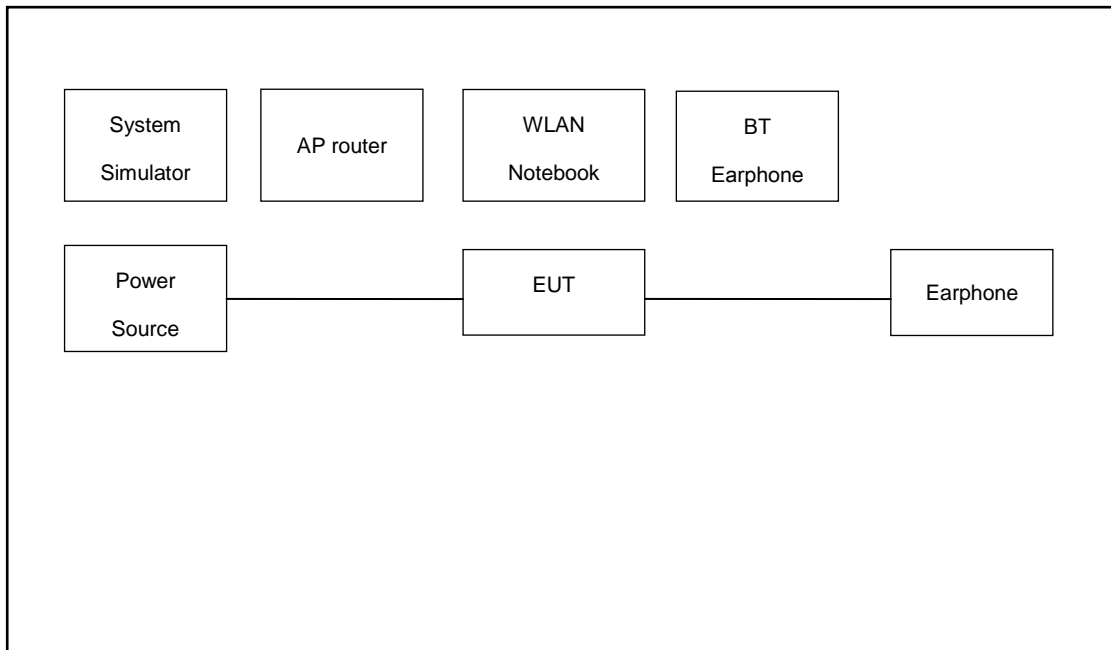 System
Simulator
AP router
WLAN
Notebook
BT
Earphone
Power
Source
EUT
Earphone